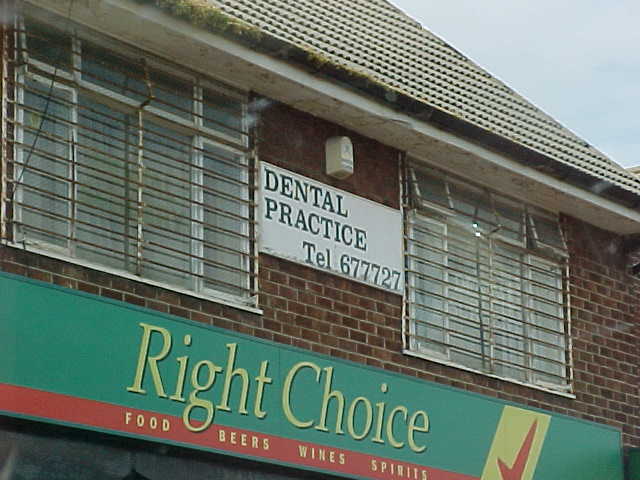 DENTAL
PRACTICE
Tel 677727
Right Choice
FOOD BEERS WINES SPIRITS